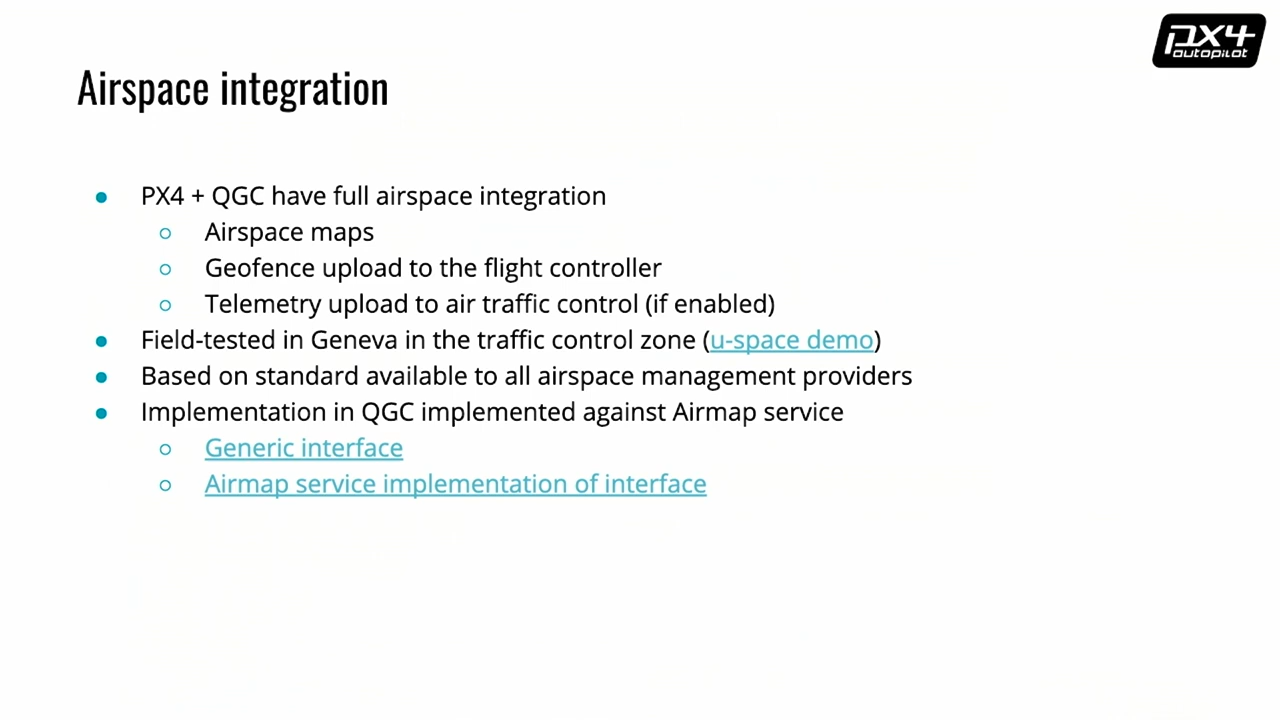 px4
autopilot
Airspace integration
PX4 + QGC have full airspace integration
Airspace maps
Geofence upload to the flight controller
Telemetry upload to air traffic control (if enabled)
Field-tested in Geneva in the traffic control zone (u-space demo)
Based on standard available to all airspace management providers
Implementation in QGC implemented against Airmap service
Generic interface
Airmap service implementation of interface